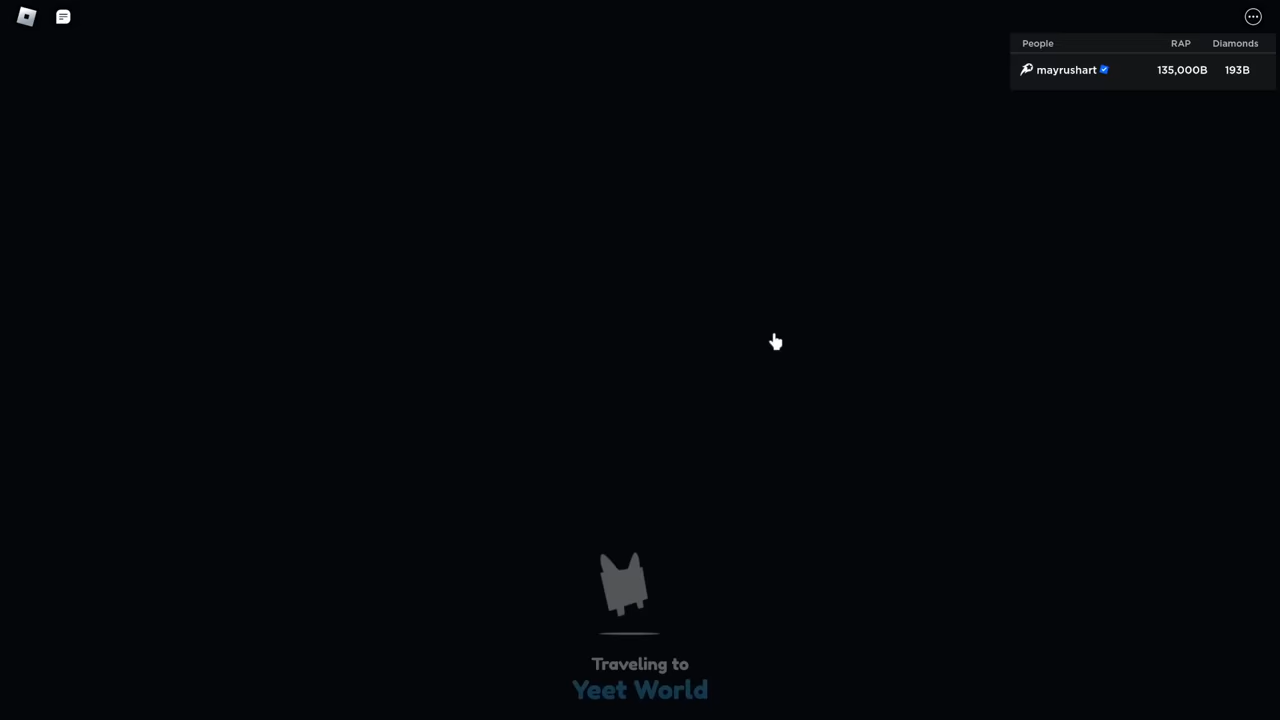 People RAP Diamonds
mayrushart 135,000B 193B
Traveling to
Yeet World